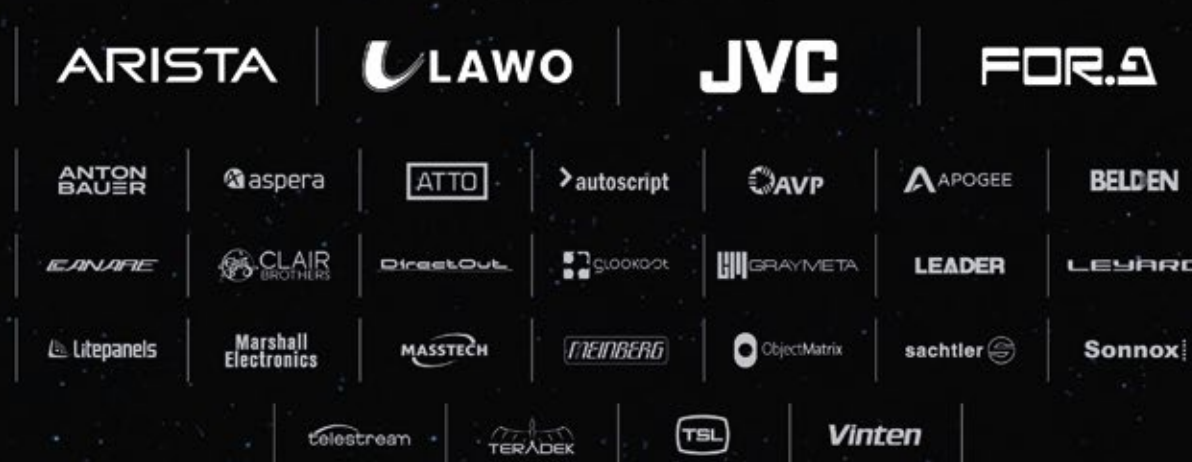 ARISTA
LAWO
JVC
FOR.A
ANTON
BAUER
aspera
ATTO
autoscript
AVP
APOGEE
BELDEN
CANARE
CLAIR
BROTHERS
DirectOut
GLOOKAST
GRAYMETA
LEADER
LEYARD
Litepanels
Marshall
Electronics
MASSTECH
MEINBERG
ObjectMatrix
sachtler
Sonnox
telestream
TERADEK
TSL
Vinten